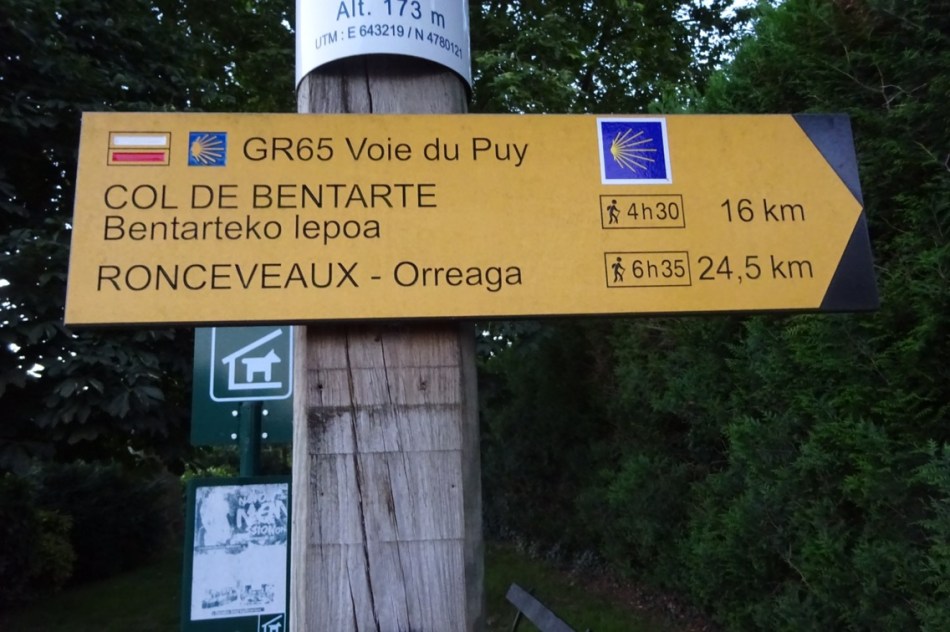 Alt. 173 m
UTM : E 643219 / N 4780121
GR65 Voie du Puy
COL DE BENTARTE
Bentarteko lepoa
4h30 16 km
RONCEVEAUX - Orreaga
6h35 24,5 km